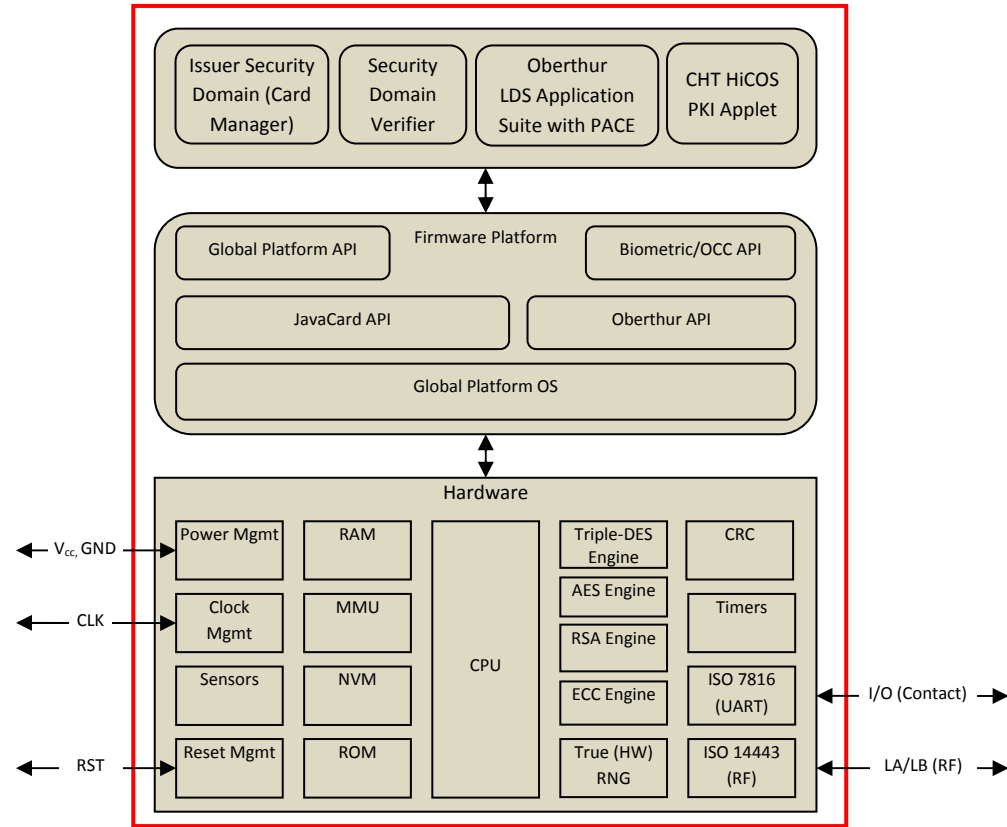 Issuer Security
Domain (Card
Manager)
Security
Domain
Verifier
Oberthur
LDS Application
Suite with PACE
CHT HiCOS
PKI Applet
Firmware Platform
Global Platform API
Biometric/OCC API
JavaCard API
Oberthur API
Global Platform OS
Hardware
Power Mgmt
RAM
CPU
Triple-DES
Engine
CRC
Clock
Mgmt
MMU
AES Engine
Timers
RSA Engine
Sensors
NVM
ECC Engine
ISO 7816
(UART)
Reset Mgmt
ROM
True (HW)
RNG
ISO 14443
(RF)
Vcc, GND
CLK
RST
I/O (Contact)
LA/LB (RF)